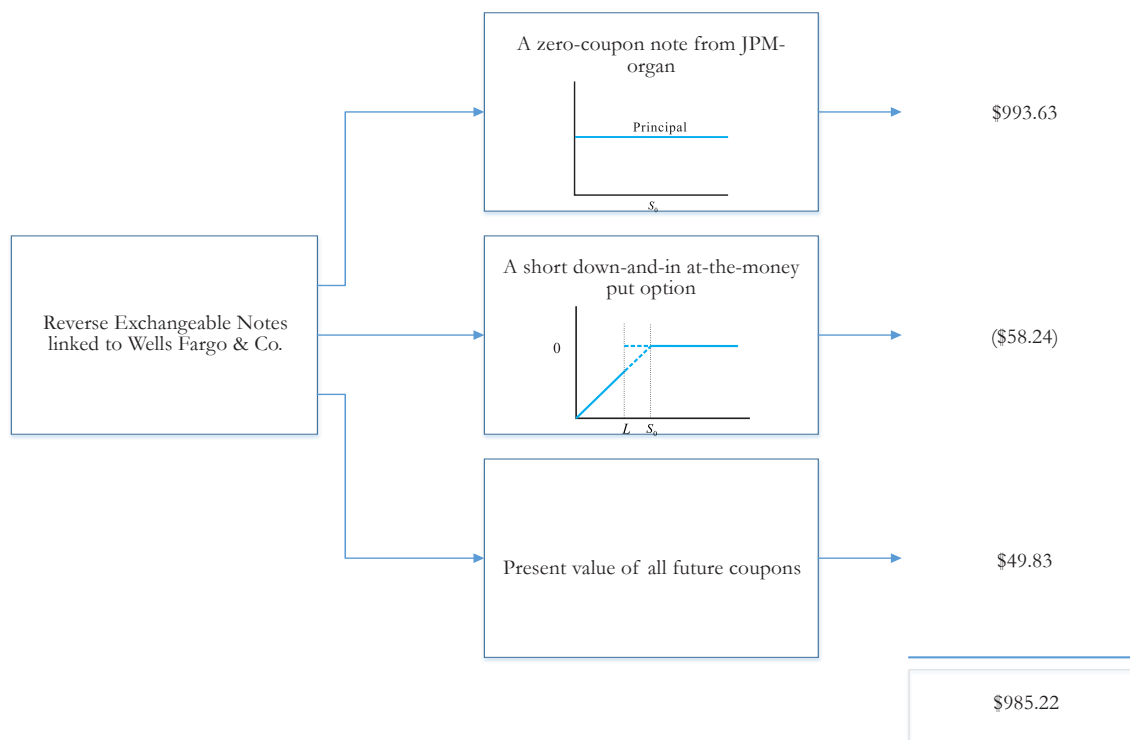 A zero-coupon note from JPM-
organ
Principal
S₀
$993.63
Reverse Exchangeable Notes
linked to Wells Fargo & Co.
A short down-and-in at-the-money
put option
0
L S₀
($58.24)
Present value of all future coupons
$49.83
$985.22